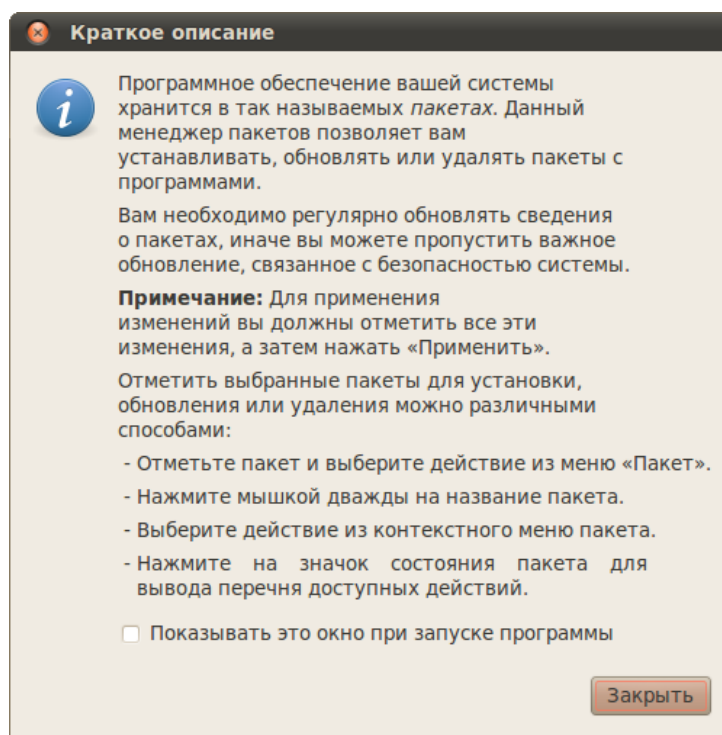 Краткое описание
Программное обеспечение вашей системы
хранится в так называемых пакетах. Данный
менеджер пакетов позволяет вам
устанавливать, обновлять или удалять пакеты с
программами.
Вам необходимо регулярно обновлять сведения
о пакетах, иначе вы можете пропустить важное
обновление, связанное с безопасностью системы.
Примечание: Для применения
изменений вы должны отметить все эти
изменения, а затем нажать «Применить».
Отметить выбранные пакеты для установки,
обновления или удаления можно различными
способами:
- Отметьте пакет и выберите действие из меню «Пакет».
- Нажмите мышкой дважды на название пакета.
- Выберите действие из контекстного меню пакета.
- Нажмите на значок состояния пакета для
вывода перечня доступных действий.
Показывать это окно при запуске программы
Закрыть